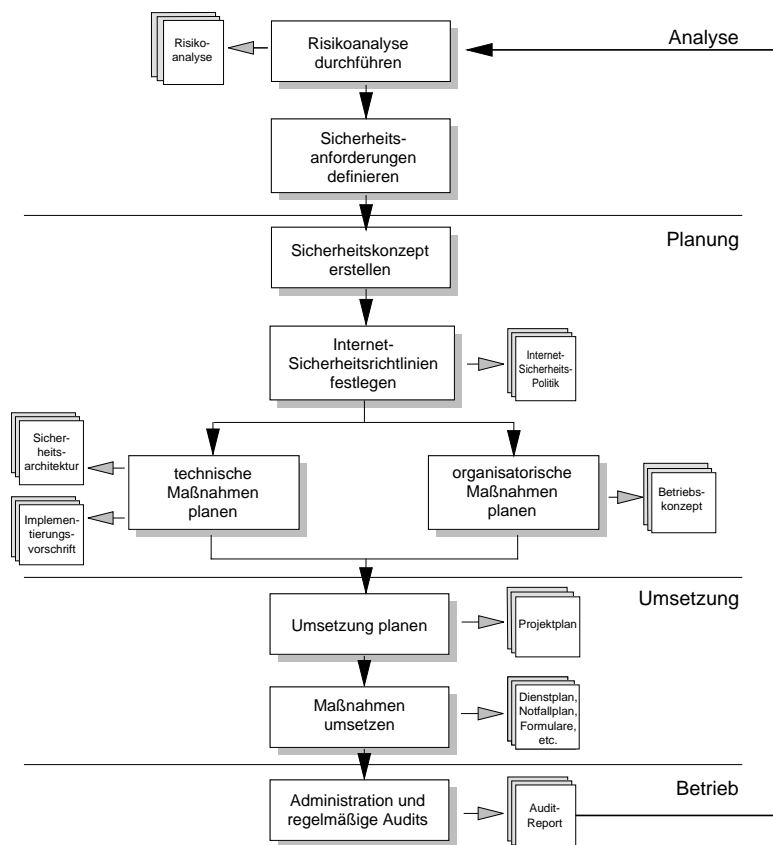 Analyse
Risiko-
analyse
Risikoanalyse
durchführen
Sicherheits-
anforderungen
definieren
Planung
Sicherheitskonzept
erstellen
Internet-
Sicherheitsrichtlinien
festlegen
Internet-
Sicherheits-
Politik
Sicher-
heits-
architektur
technische
Maßnahmen
planen
Implemen-
tierungs-
vorschrift
organisatorische
Maßnahmen
planen
Betriebs-
konzept
Umsetzung
Umsetzung planen
Projektplan
Maßnahmen
umsetzen
Dienstplan,
Notfallplan,
Formulare,
etc.
Betrieb
Administration und
regelmäßige Audits
Audit-
Report